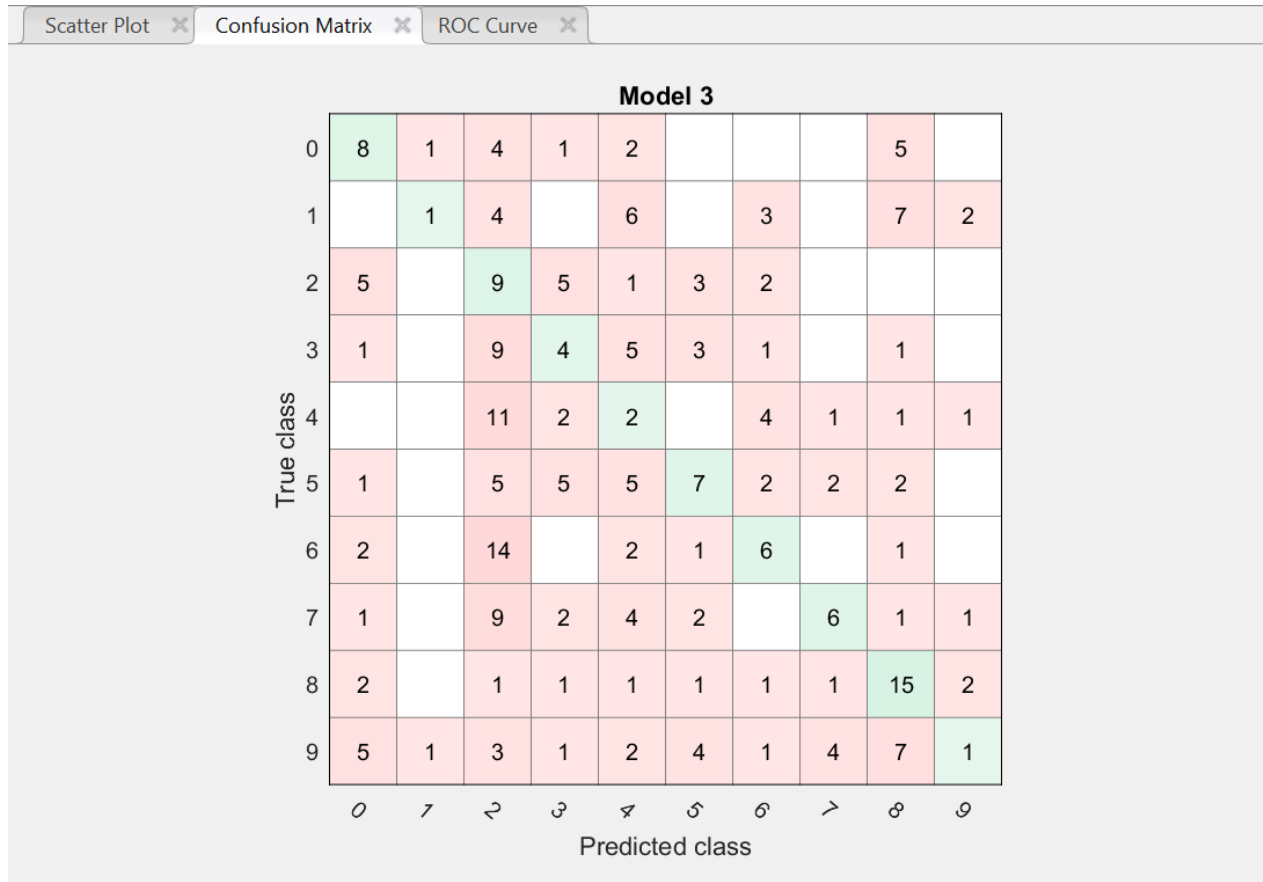 Scatter Plot Confusion Matrix ROC Curve
Model 3
True class
0 8 1 4 1 2 5
1 1 4 6 3 7 2
2 5 9 5 1 3 2
3 1 9 4 5 3 1 1
4 11 2 2 4 1 1 1
5 1 5 5 5 7 2 2 2
6 2 14 2 1 6 1
7 1 9 2 4 2 6 1 1
8 2 1 1 1 1 1 1 15 2
9 5 1 3 1 2 4 1 4 7 1
0 1 2 3 4 5 6 7 8 9
Predicted class